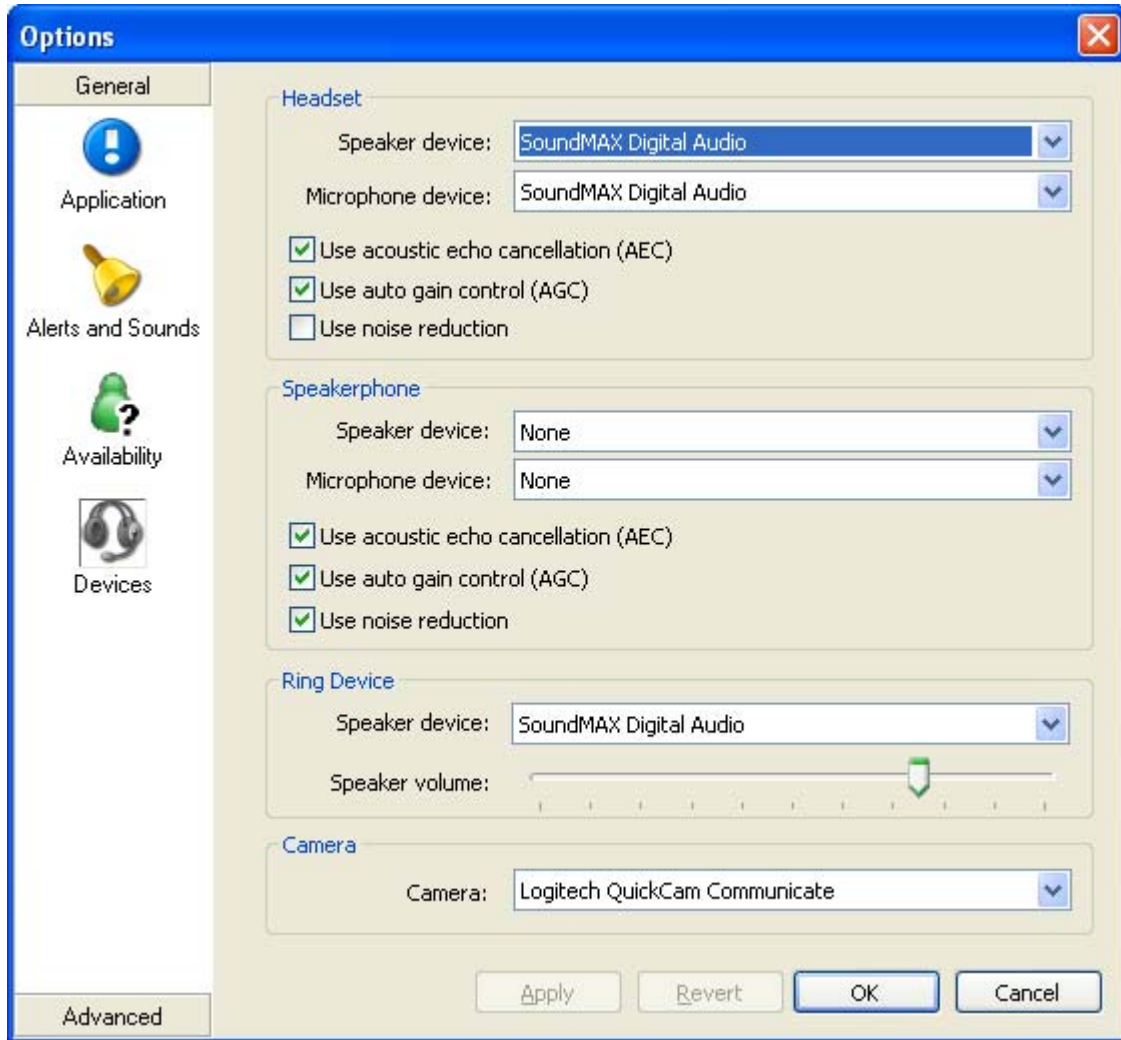 Options
General
Application
Alerts and Sounds
Availability
Devices
Advanced
Headset
Speaker device: SoundMAX Digital Audio
Microphone device: SoundMAX Digital Audio
Use acoustic echo cancellation (AEC)
Use auto gain control (AGC)
Use noise reduction
Speakerphone
Speaker device: None
Microphone device: None
Use acoustic echo cancellation (AEC)
Use auto gain control (AGC)
Use noise reduction
Ring Device
Speaker device: SoundMAX Digital Audio
Speaker volume:
Camera
Camera: Logitech QuickCam Communicate
Apply Revert OK Cancel